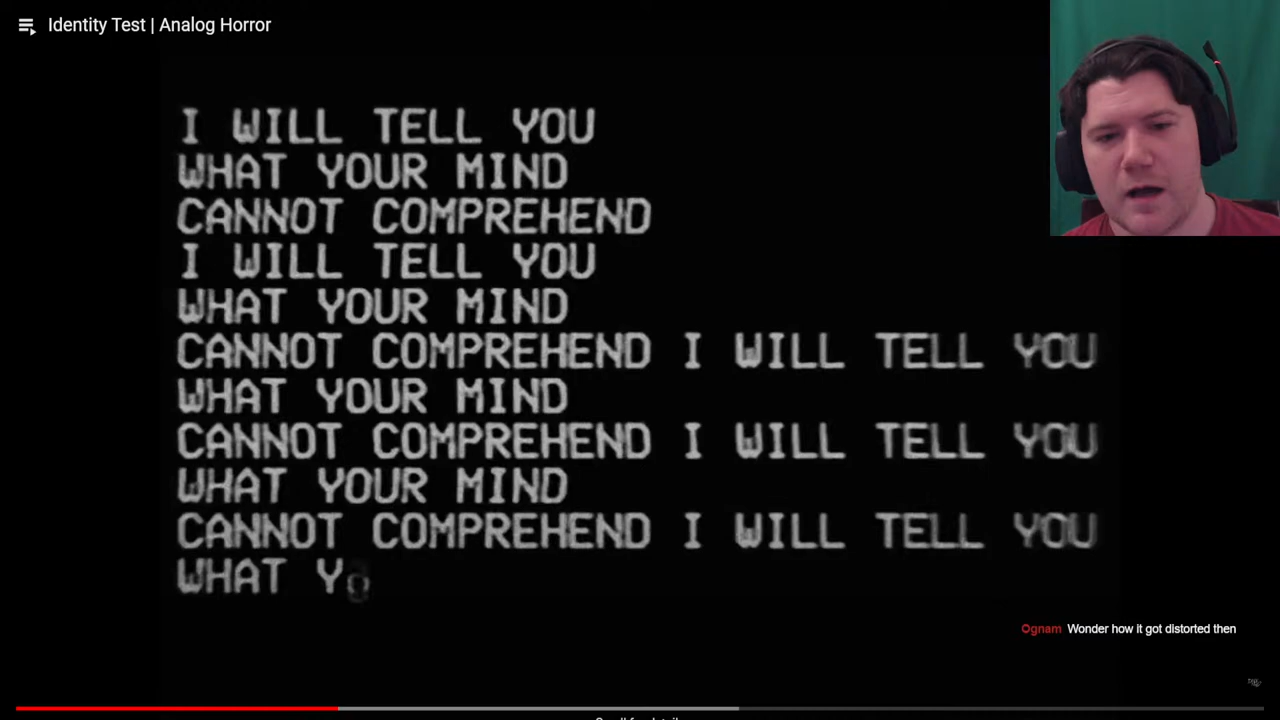 Identity Test | Analog Horror
I WILL TELL YOU
WHAT YOUR MIND
CANNOT COMPREHEND
I WILL TELL YOU
WHAT YOUR MIND
CANNOT COMPREHEND I WILL TELL YOU
WHAT YOUR MIND
CANNOT COMPREHEND I WILL TELL YOU
WHAT YOUR MIND
CANNOT COMPREHEND I WILL TELL YOU
WHAT YO
Ognam Wonder how it got distorted then